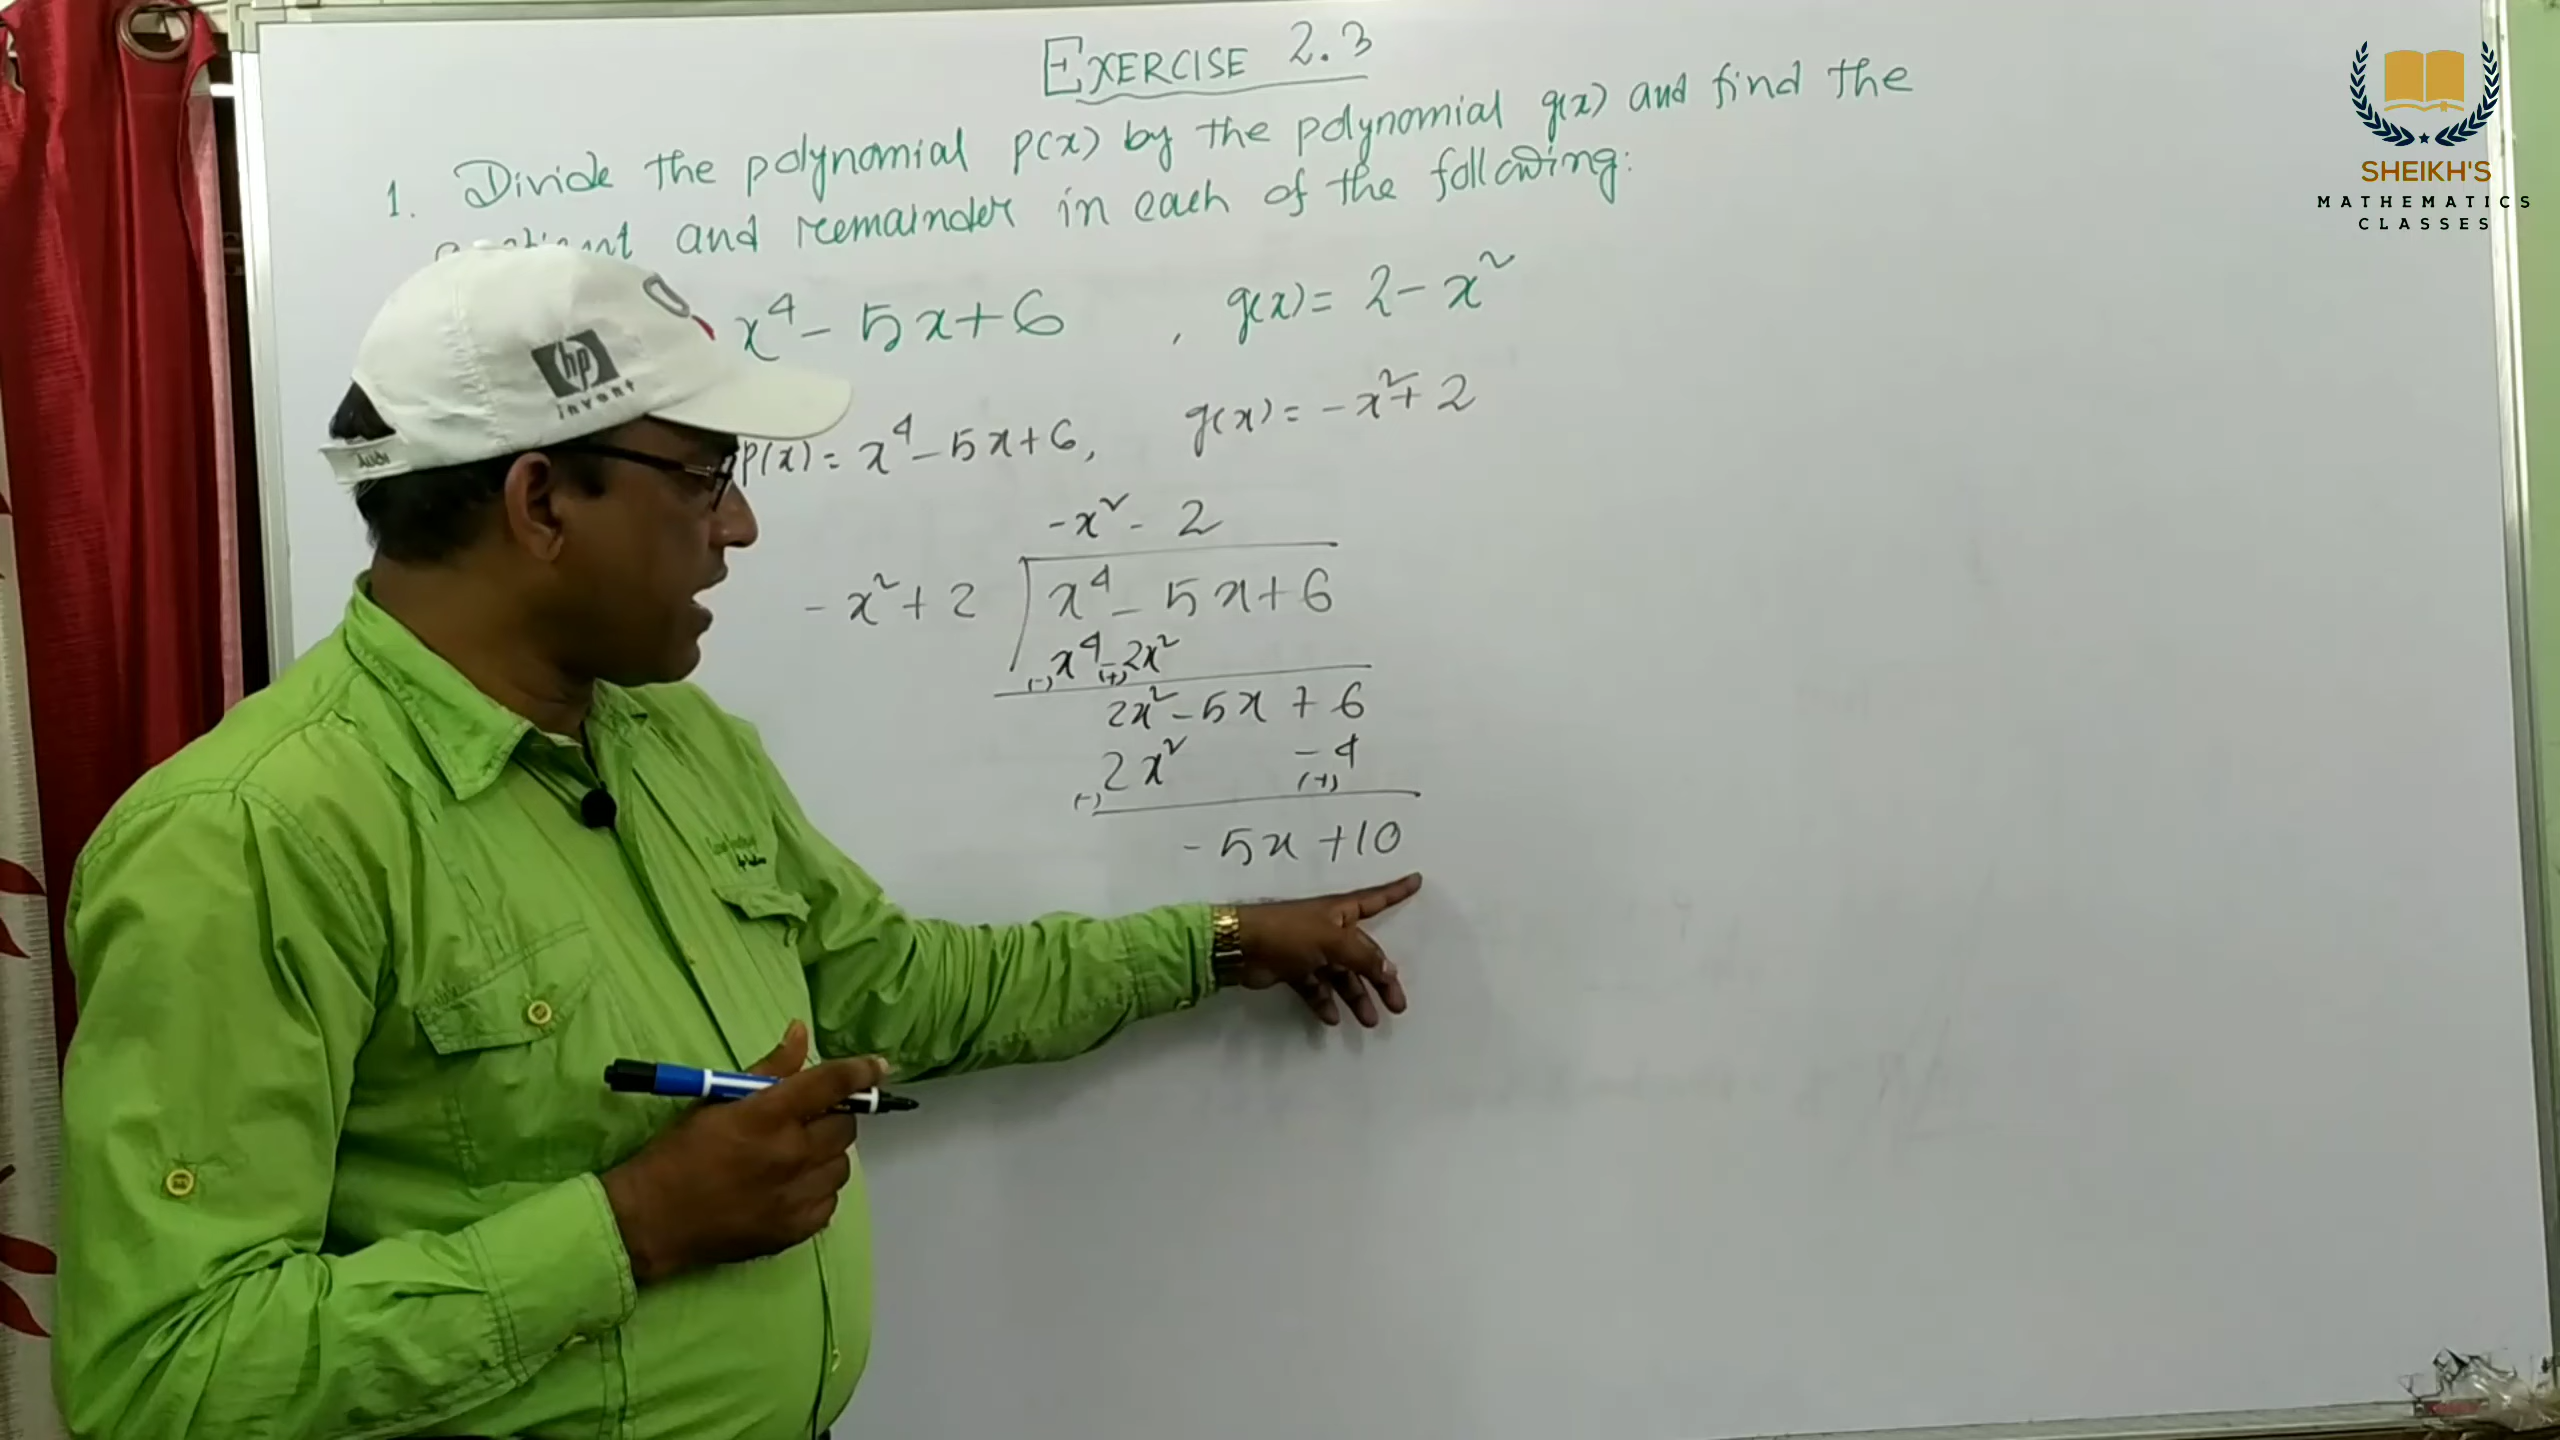 EXERCISE 2.3
1. Divide the polynomial p(x) by the polynomial g(x) and find the
and remainder in each of the following:
x⁴ - 5x + 6 , g(x) = 2 - x²
p(x) = x⁴ - 5x + 6, g(x) = -x² + 2
-x² - 2
-x² + 2 x⁴ - 5x + 6
x⁴ - 2x²
(-) (+)
2x² - 5x + 6
2x² - 4
(-) (+)
-5x + 10
hp
invent
SHEIKH'S
MATHEMATICS
CLASSES